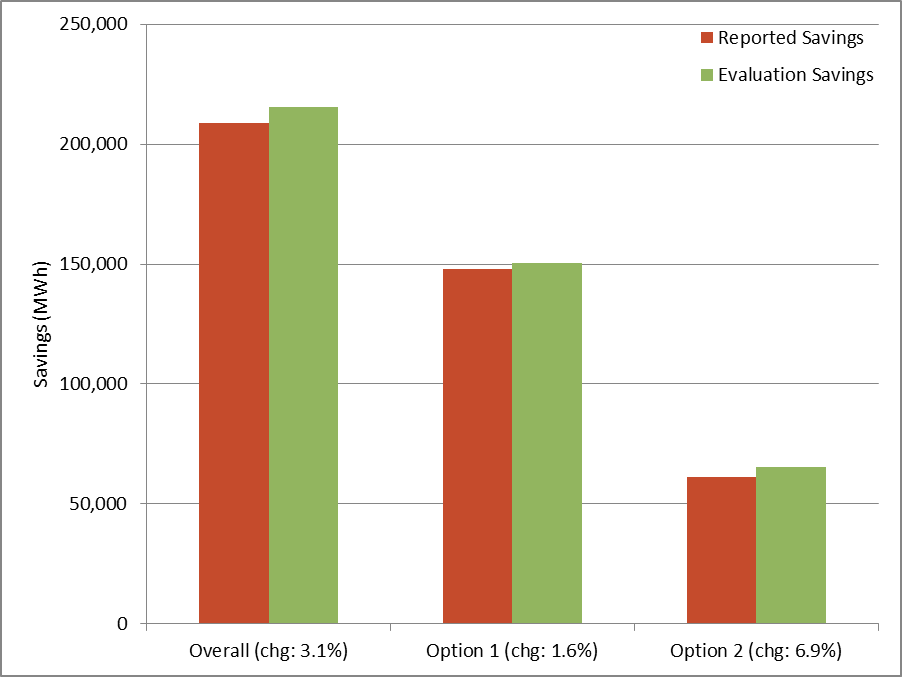 250,000
200,000
150,000
100,000
50,000
0
Savings (MWh)
Reported Savings
Evaluation Savings
Overall (chg: 3.1%)
Option 1 (chg: 1.6%)
Option 2 (chg: 6.9%)